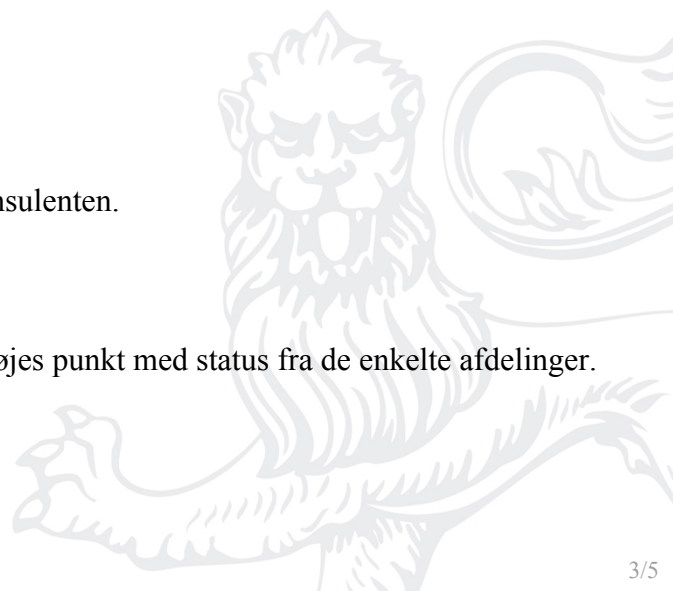 nsulenten.
øjes punkt med status fra de enkelte afdelinger.
3/5